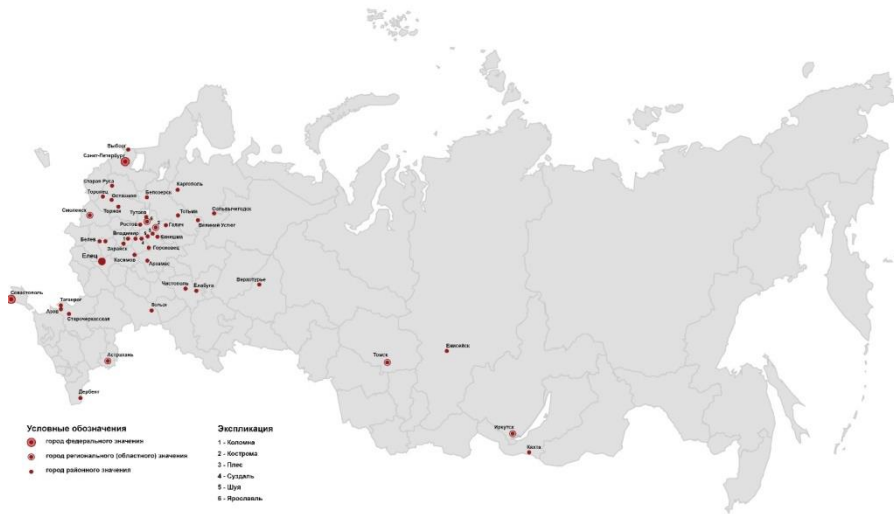 Выборг
Санкт-Петербург
Старая Русса
Торопец
Осташков
Белозерск
Каргополь
Смоленск
Торжок
Тутаев
Тотьма
Сольвычегодск
Ростов
Галич
Великий Устюг
Владимир
Кинешма
Белев
Зарайск
Гороховец
Елец
Касимов
Арзамас
Чистополь
Елабуга
Верхотурье
Севастополь
Таганрог
Азов
Старочеркасская
Вольск
Астрахань
Томск
Енисейск
Дербент
Иркутск
Кяхта
Условные обозначения
город федерального значения
город регионального (областного) значения
город районного значения
Экспликация
1 - Коломна
2 - Кострома
3 - Плес
4 - Суздаль
5 - Шуя
6 - Ярославль